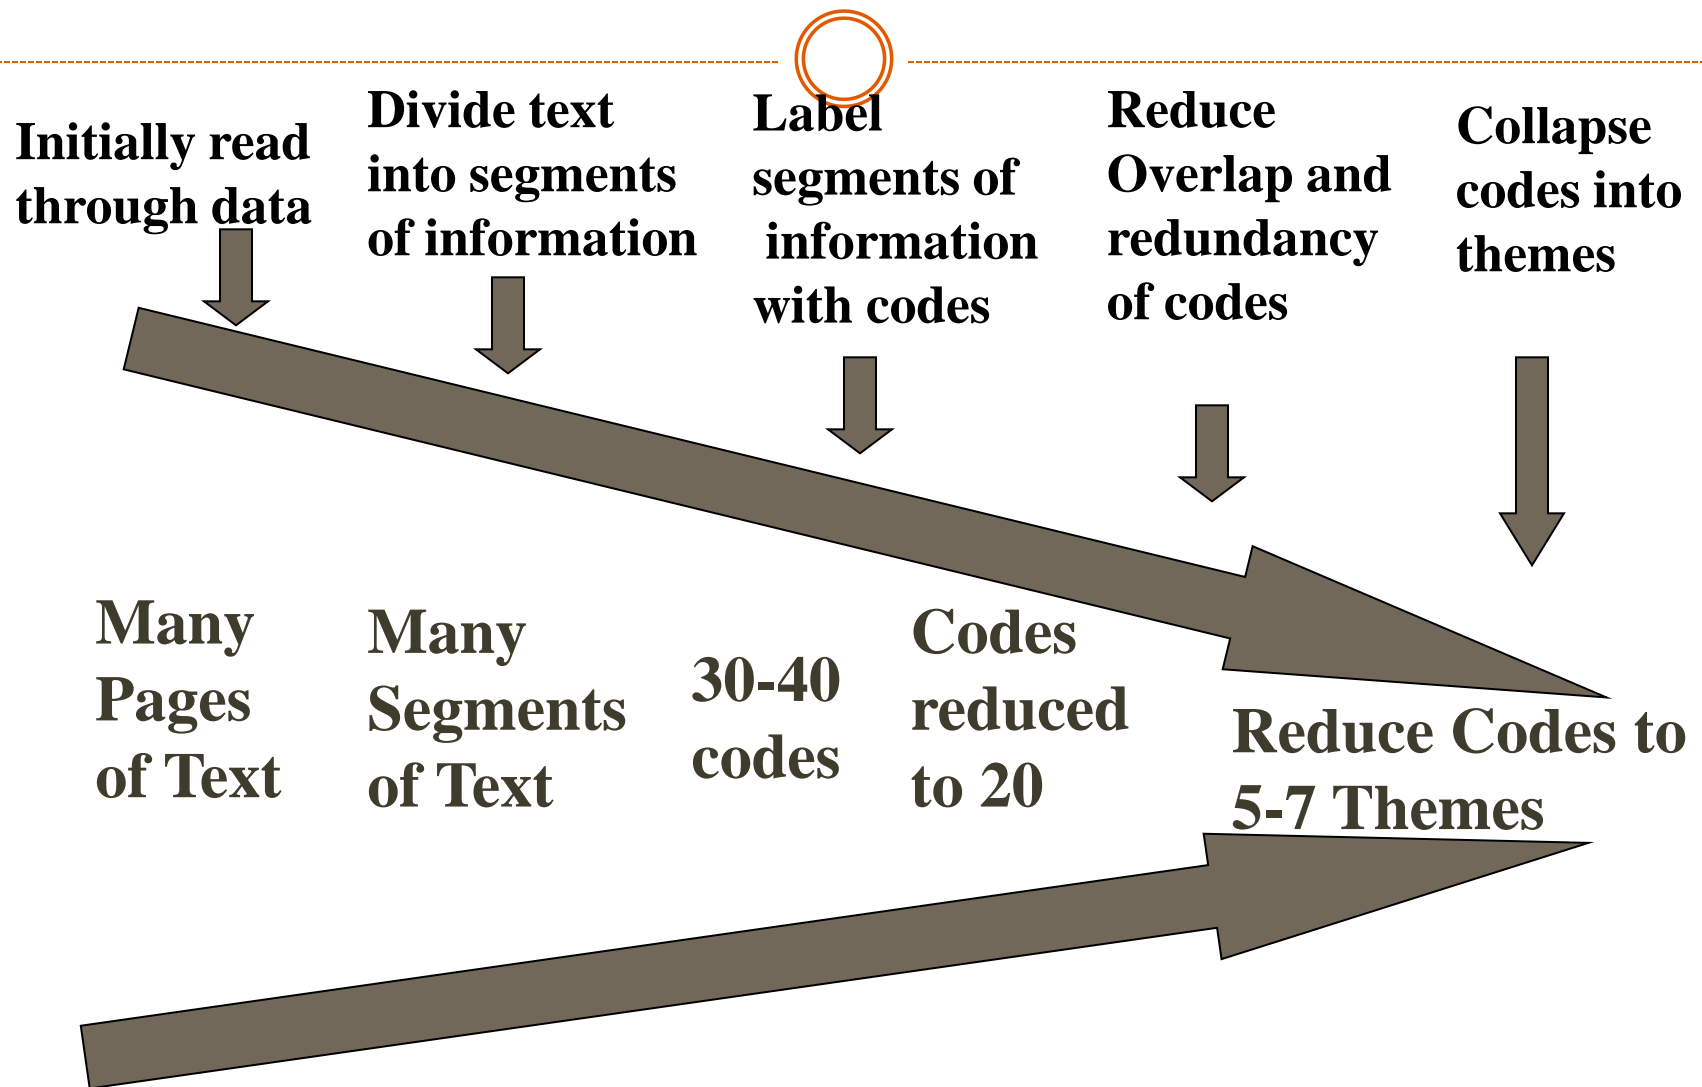 Initially read
through data
Divide text
into segments
of information
Label
segments of
information
with codes
Reduce
Overlap and
redundancy
of codes
Collapse
codes into
themes
Many
Pages
of Text
Many
Segments
of Text
30-40
codes
Codes
reduced
to 20
Reduce Codes to
5-7 Themes